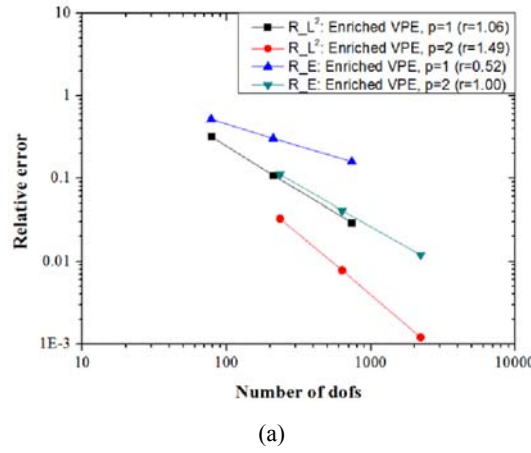 R_L²: Enriched VPE, p=1 (r=1.06)
R_L²: Enriched VPE, p=2 (r=1.49)
R_E: Enriched VPE, p=1 (r=0.52)
R_E: Enriched VPE, p=2 (r=1.00)
10
1
0.1
0.01
1E-3
Relative error
10
100
1000
10000
Number of dofs
(a)